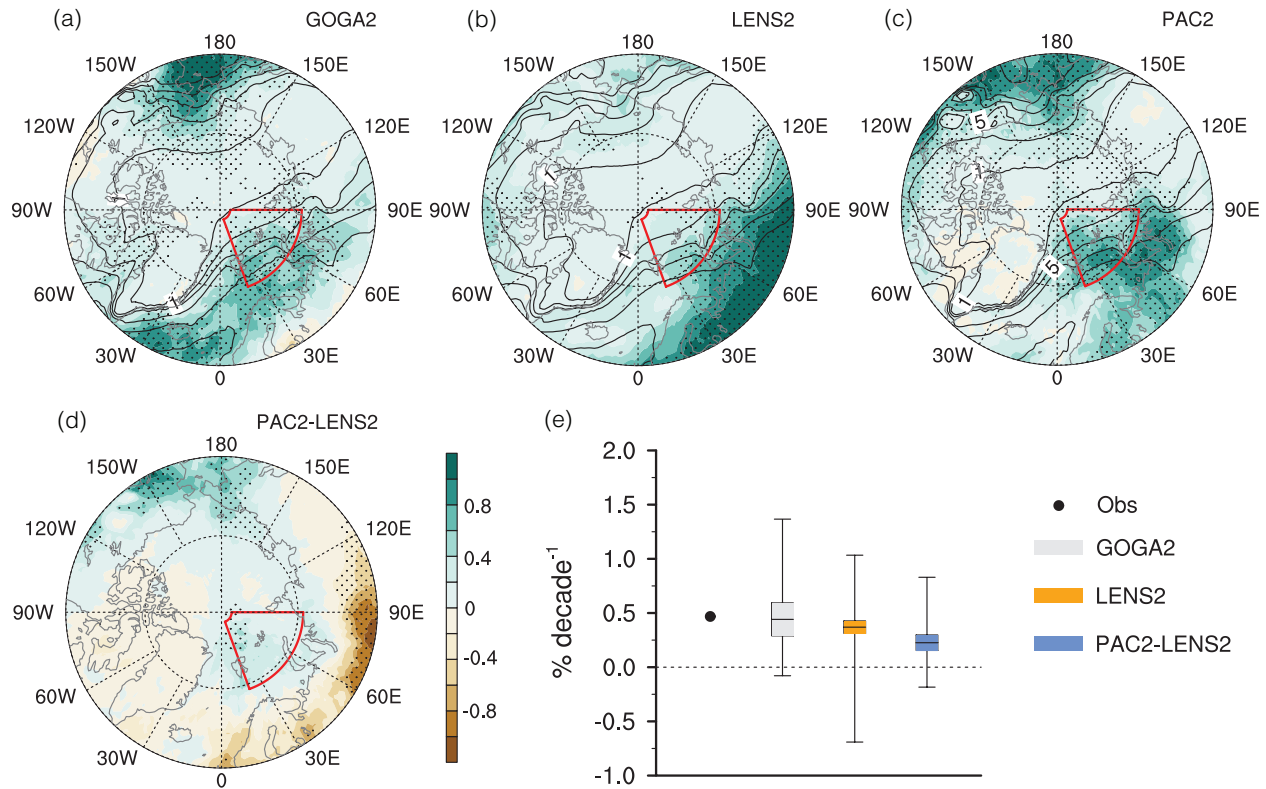 (a) GOGA2
180
150W 150E
120W 120E
90W 90E
60W 60E
30W 30E
0
1
1
(b) LENS2
180
150W 150E
120W 120E
90W 90E
60W 60E
30W 30E
0
1
1
(c) PAC2
180
150W 150E
120W 120E
90W 90E
60W 60E
30W 30E
0
5
1
5
1
(d) PAC2-LENS2
180
150W 150E
120W 120E
90W 90E
60W 60E
30W 30E
0
0.8
0.4
0
-0.4
-0.8
(e)
% decade⁻¹
2.0
1.5
1.0
0.5
0.0
-0.5
-1.0
Obs
GOGA2
LENS2
PAC2-LENS2